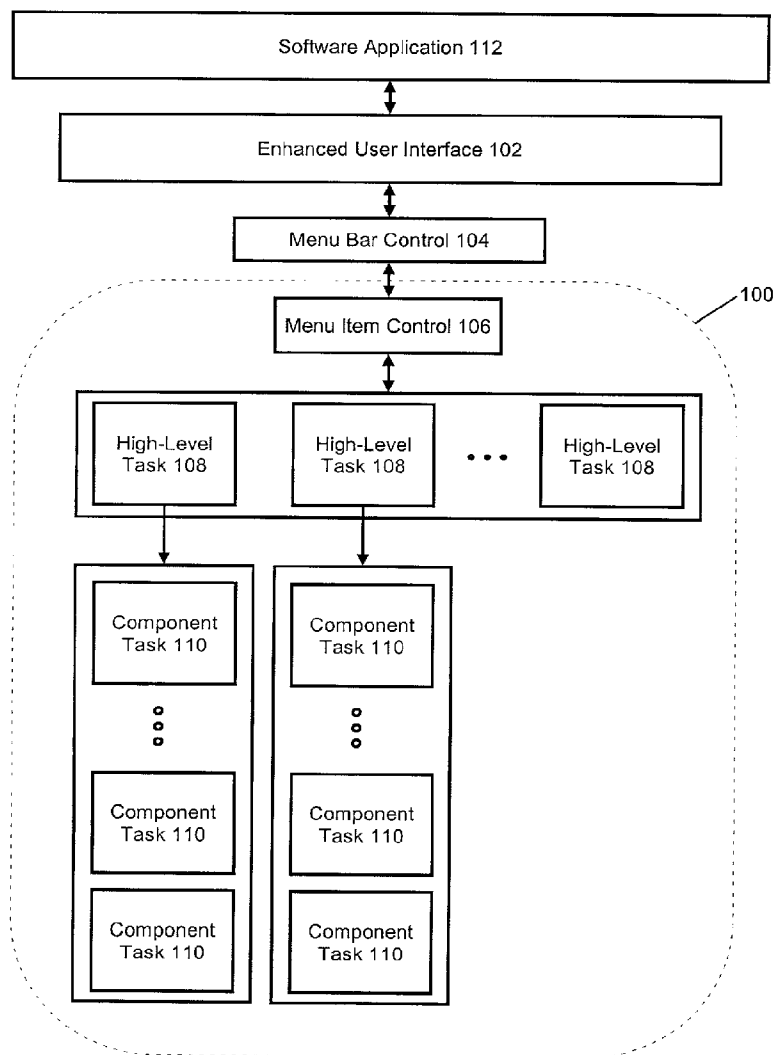 Software Application 112
Enhanced User Interface 102
Menu Bar Control 104
100
Menu Item Control 106
High-Level
Task 108
High-Level
Task 108
High-Level
Task 108
Component
Task 110
Component
Task 110
Component
Task 110
Component
Task 110
Component
Task 110
Component
Task 110